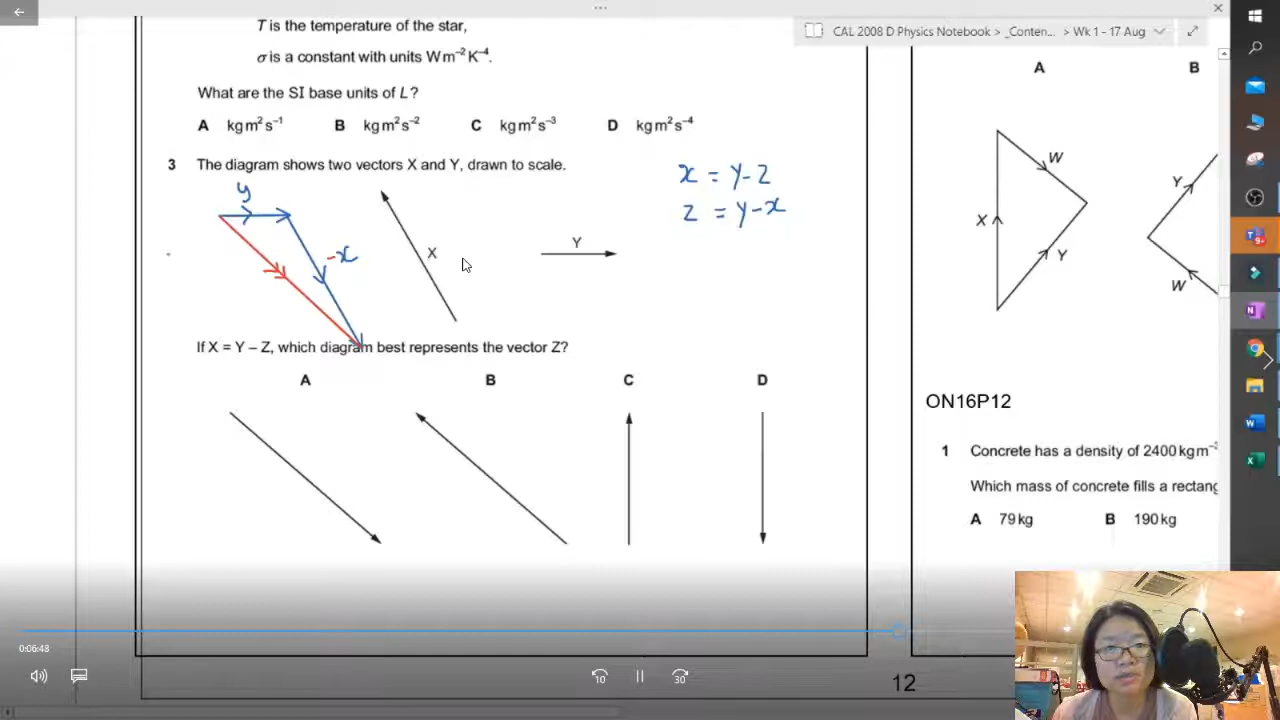 T is the temperature of the star,
σ is a constant with units W m⁻² K⁻⁴.
What are the SI base units of L?
A kg m² s⁻¹ B kg m² s⁻² C kg m² s⁻³ D kg m² s⁻⁴
3 The diagram shows two vectors X and Y, drawn to scale.
x = y - z
z = y - x
y
-x
X
Y
If X = Y – Z, which diagram best represents the vector Z?
A B C D
12
CAL 2008 D Physics Notebook > _Conten... > Wk 1 - 17 Aug
A B
W
X
Y
Y
W
ON16P12
1 Concrete has a density of 2400 kg m⁻³
Which mass of concrete fills a
A 79 kg B 190 kg
0:06:48
10
30
9+